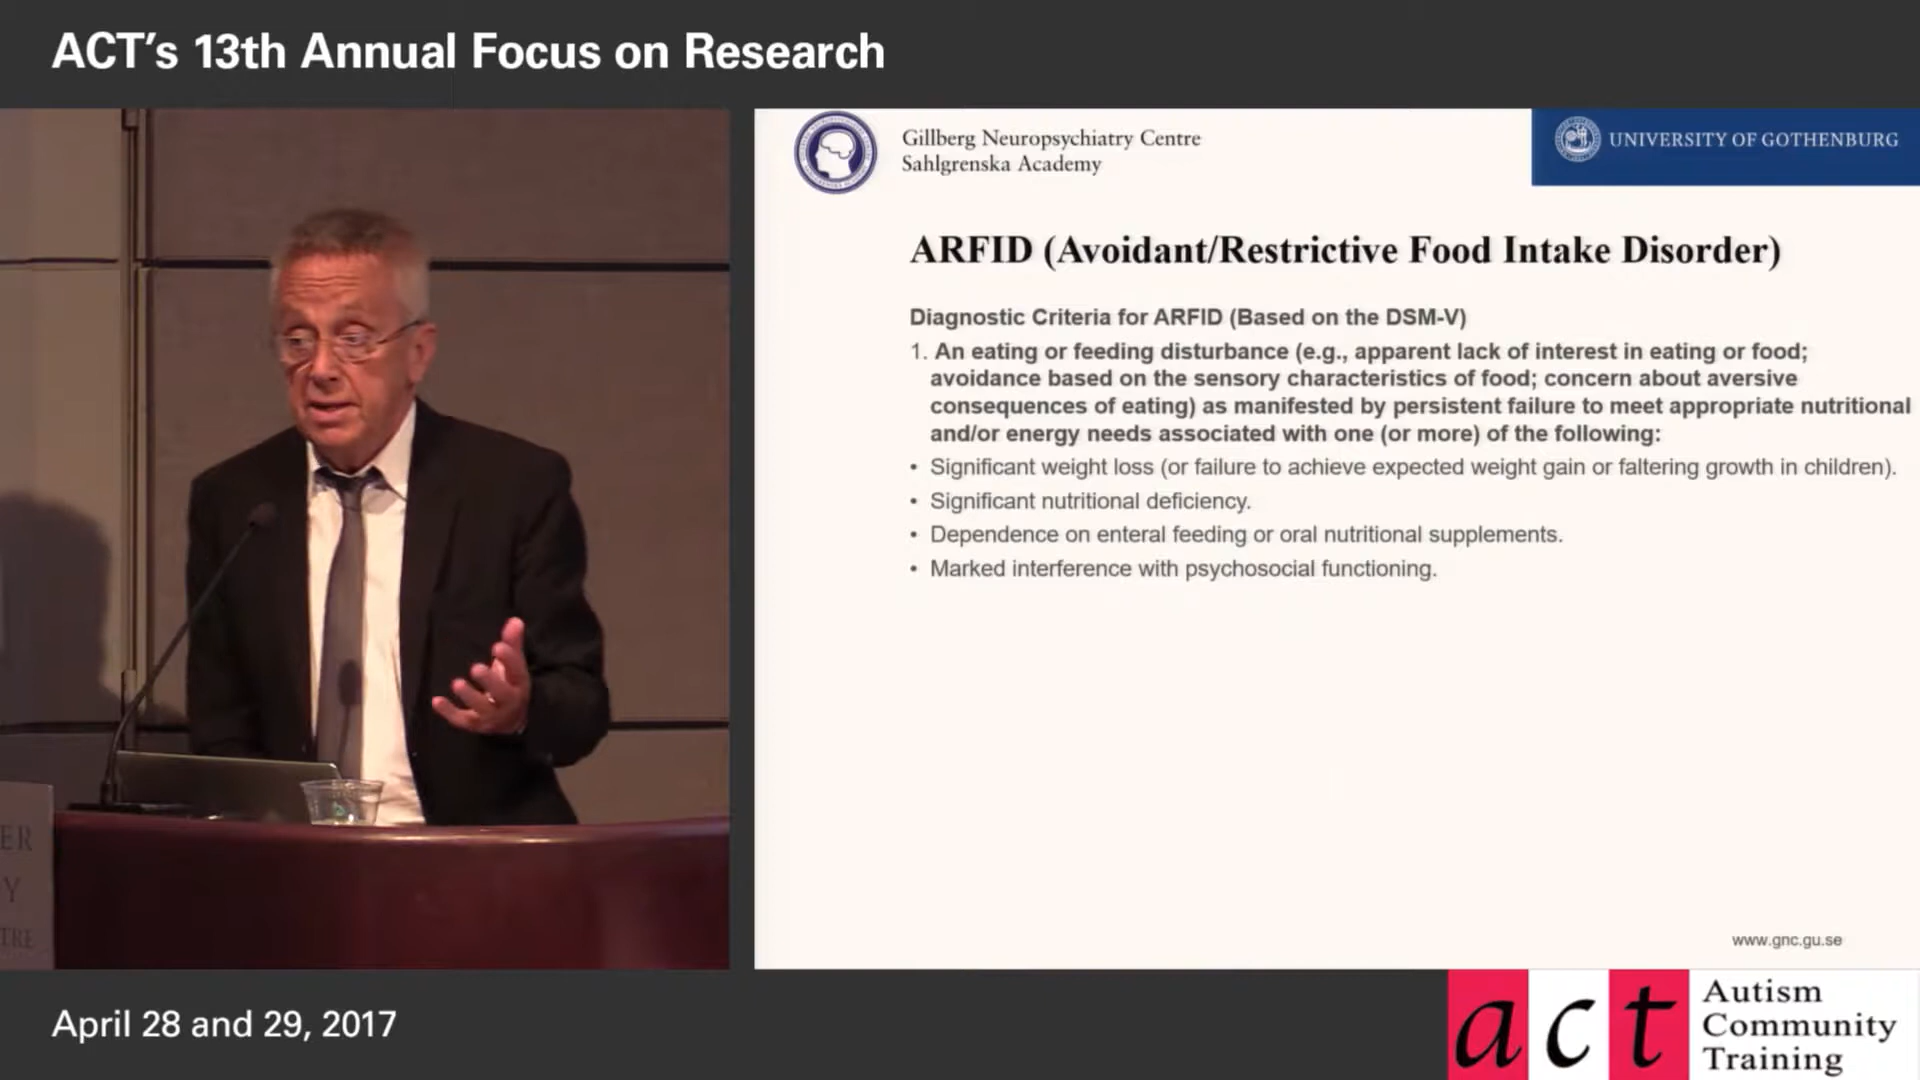 ACT's 13th Annual Focus on Research
Gillberg Neuropsychiatry Centre
Sahlgrenska Academy
UNIVERSITY OF GOTHENBURG
ARFID (Avoidant/Restrictive Food Intake Disorder)
Diagnostic Criteria for ARFID (Based on the DSM-V)
1. An eating or feeding disturbance (e.g., apparent lack of interest in eating or food;
avoidance based on the sensory characteristics of food; concern about aversive
consequences of eating) as manifested by persistent failure to meet appropriate nutritional
and/or energy needs associated with one (or more) of the following:
• Significant weight loss (or failure to achieve expected weight gain or faltering growth in children).
• Significant nutritional deficiency.
• Dependence on enteral feeding or oral nutritional supplements.
• Marked interference with psychosocial functioning.
www.gnc.gu.se
ER
Y
TRE
April 28 and 29, 2017
act
Autism
Community
Training